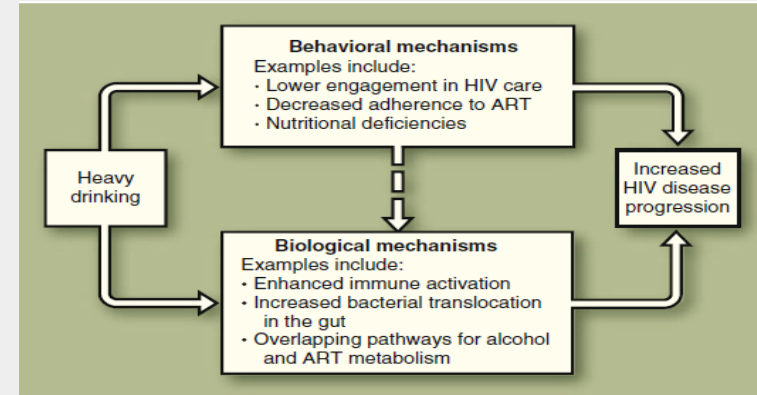 Behavioral mechanisms
Examples include:
· Lower engagement in HIV care
· Decreased adherence to ART
· Nutritional deficiencies
Heavy
drinking
Increased
HIV disease
progression
Biological mechanisms
Examples include:
· Enhanced immune activation
· Increased bacterial translocation
in the gut
· Overlapping pathways for alcohol
and ART metabolism